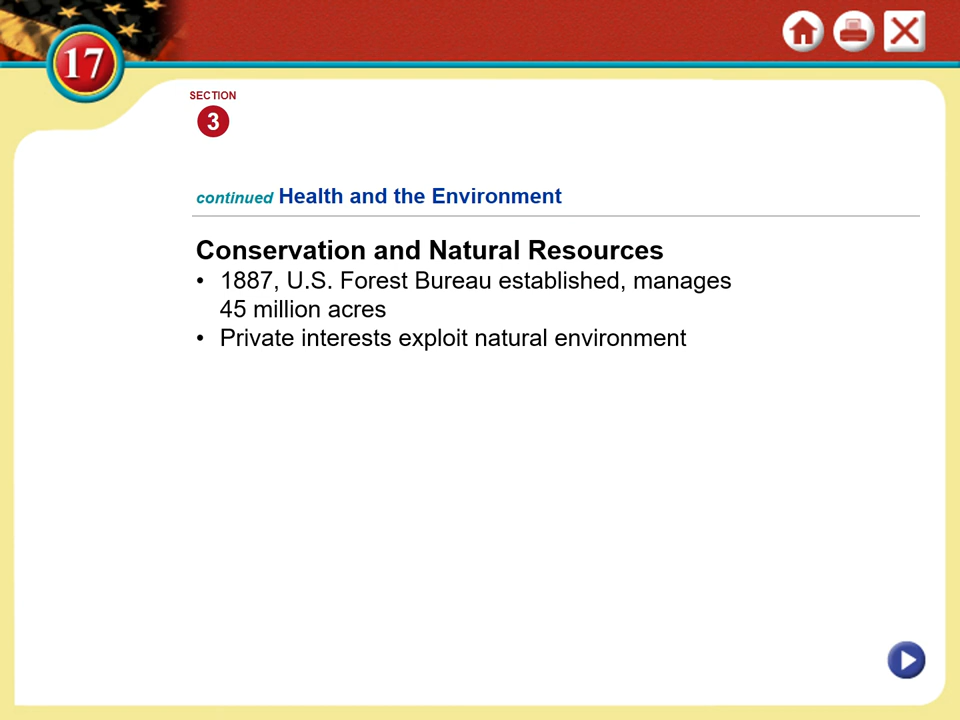 17
SECTION
3
continued Health and the Environment
Conservation and Natural Resources
• 1887, U.S. Forest Bureau established, manages
45 million acres
• Private interests exploit natural environment